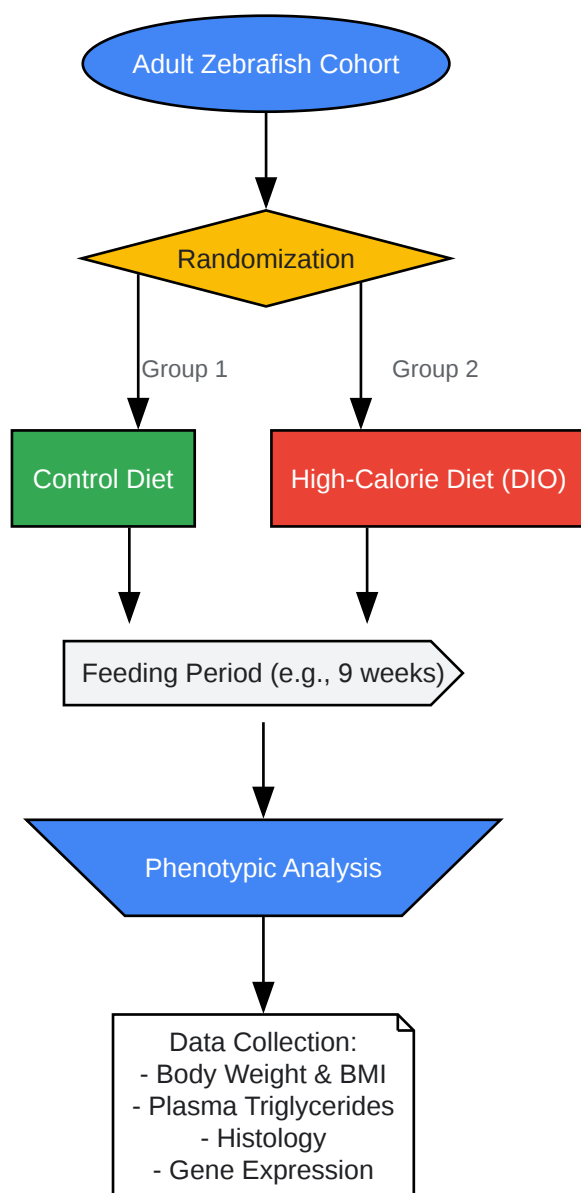 Adult Zebrafish Cohort
Randomization
Group 1
Group 2
Control Diet
High-Calorie Diet (DIO)
Feeding Period (e.g., 9 weeks)
Phenotypic Analysis
Data Collection:
- Body Weight & BMI
- Plasma Triglycerides
- Histology
- Gene Expression